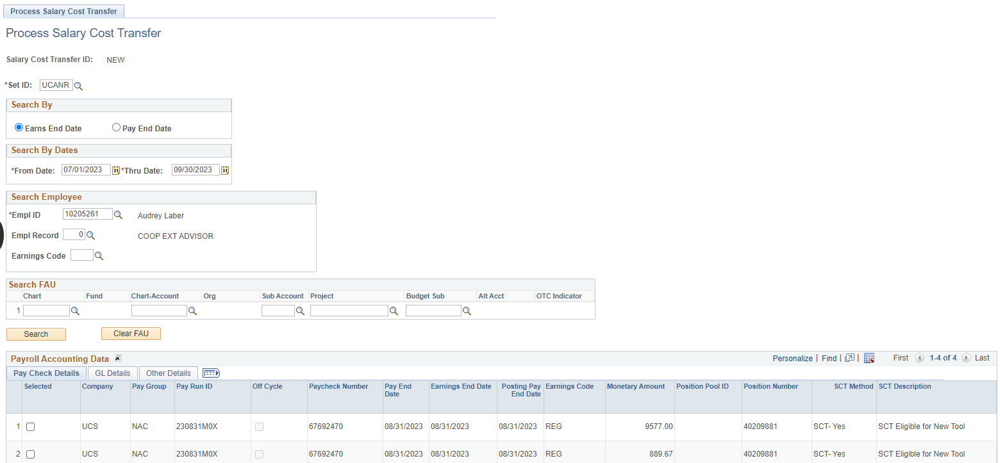 Process Salary Cost Transfer
Process Salary Cost Transfer
Salary Cost Transfer ID: NEW
*Set ID: UCANR
Search By
Earns End Date Pay End Date
Search By Dates
*From Date: 07/01/2023 *Thru Date: 09/30/2023
Search Employee
*Empl ID 10205261 Audrey Laber
Empl Record 0 COOP EXT ADVISOR
Earnings Code
Search FAU
Chart Fund Chart-Account Org Sub Account Project Budget Sub Alt Acct OTC Indicator
1
Search Clear FAU
Payroll Accounting Data Personalize | Find | | First 1-4 of 4 Last
Pay Check Details GL Details Other Details
Selected Company Pay Group Pay Run ID Off Cycle Paycheck Number Pay End Date Earnings End Date Posting Pay End Date Earnings Code Monetary Amount Position Pool ID Position Number SCT Method SCT Description
1 UCS NAC 230831M0X 67692470 08/31/2023 08/31/2023 08/31/2023 REG 9577.00 40209881 SCT- Yes SCT Eligible for New Tool
2 UCS NAC 230831M0X 67692470 08/31/2023 08/31/2023 08/31/2023 REG 889.67 40209881 SCT- Yes SCT Eligible for New Tool